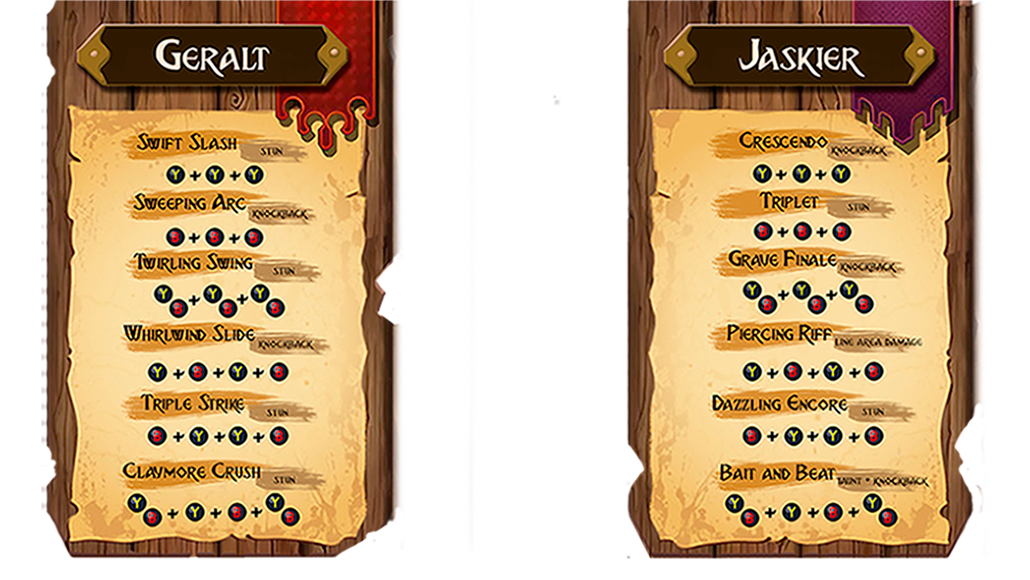 Geralt
Swift Slash Stun
Y + Y + Y
Sweeping Arc Knockback
B + B + B
Twirling Swing Stun
Y B + Y B + Y B
Whirlwind Slide Knockback
Y + B + Y + B
Triple Strike Stun
B + Y + Y + B
Claymore Crush Stun
Y B + Y + B + Y B
Jaskier
Crescendo Knockback
Y + Y + Y
Triplet Stun
B + B + B
Grave Finale Knockback
Y B + Y B + Y B
Piercing Riff Line Area Damage
Y + B + Y + B
Dazzling Encore Stun
B + Y + Y + B
Bait and Beat Taunt + Knockback
Y B + Y + B + Y B